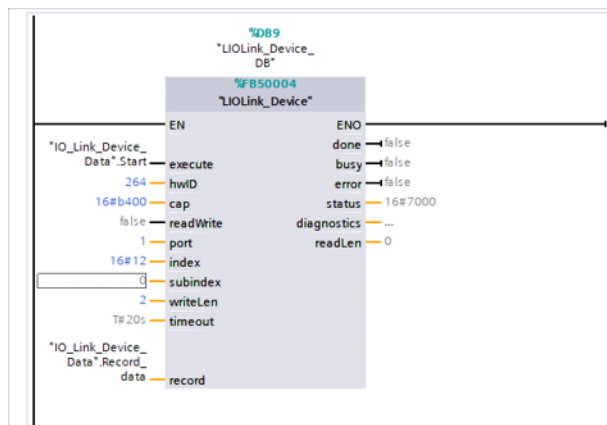 %DB9
"LIOLink_Device_
DB"
%FB50004
"LIOLink_Device"
EN ENO
done false
"IO_Link_Device_
Data".Start execute busy false
264 hwID error false
16#b400 cap status 16#7000
false readWrite diagnostics ...
1 port readLen 0
16#12 index
0 subindex
2 writeLen
T#20s timeout
"IO_Link_Device_
Data".Record_
data record